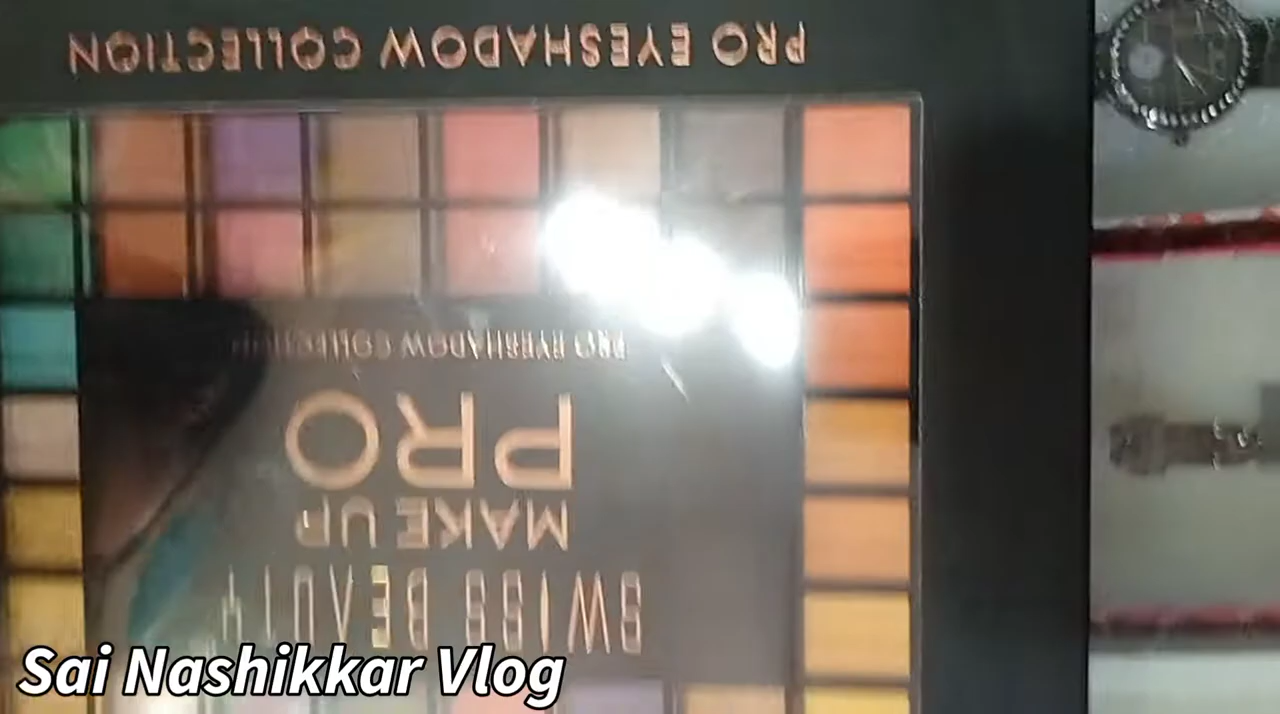 PRO EYESHADOW COLLECTION
PRO EYESHADOW COLLECTION
PRO
MAKE UP
SWISS BEAUTY
Sai Nashikkar Vlog